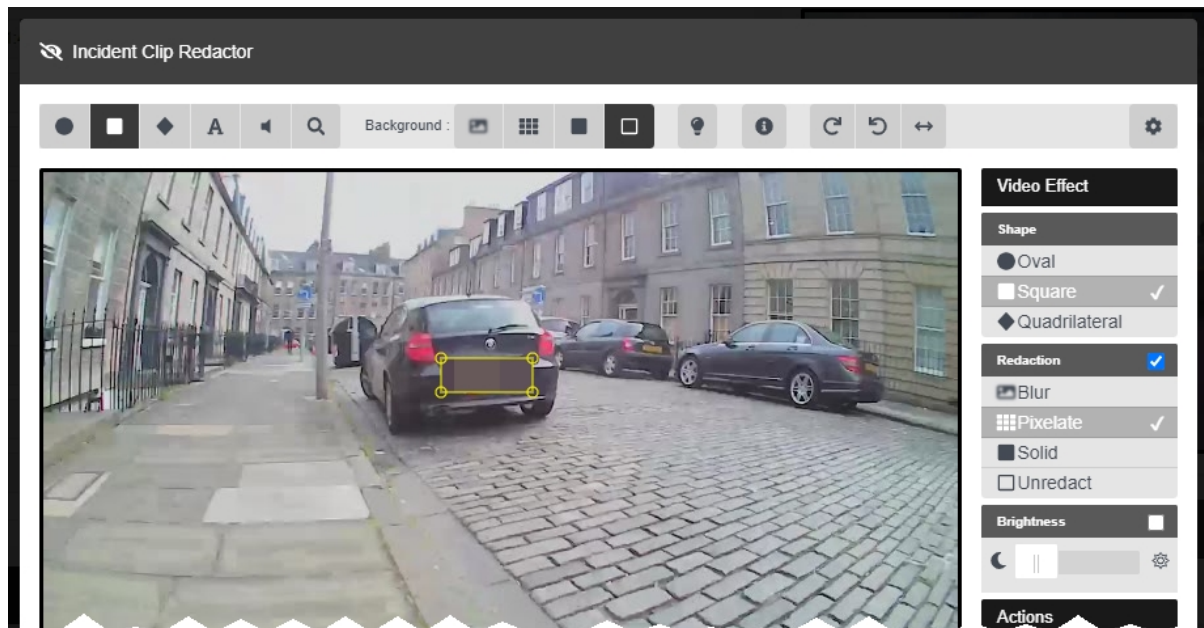 Incident Clip Redactor
A
Background :
Video Effect
Shape
Oval
Square
Quadrilateral
Redaction
Blur
Pixelate
Solid
Unredact
Brightness
Actions